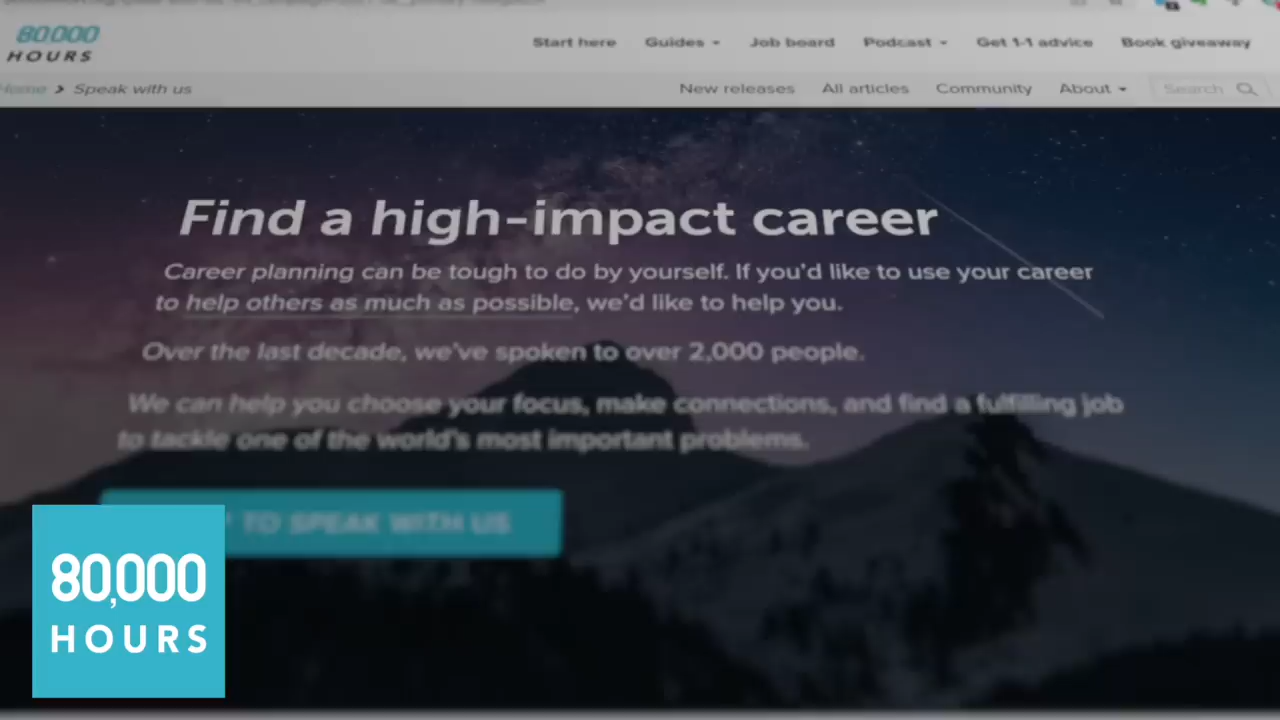 80,000
HOURS
Start here
Guides
Job board
Podcast
Get 1-1 advice
Book giveaway
Home > Speak with us
New releases
All articles
Community
About
Search
Find a high-impact career
Career planning can be tough to do by yourself. If you'd like to use your career
to help others as much as possible, we'd like to help you.
Over the last decade, we've spoken to over 2,000 people.
We can help you choose your focus, make connections, and find a fulfilling job
to tackle one of the world's most important problems.
TO SPEAK WITH US
80,000
HOURS